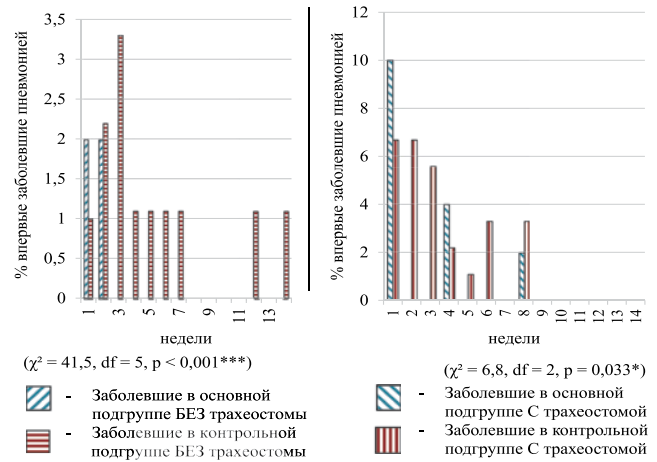 % впервые заболевшие пневмонией
3,5
3
2,5
2
1,5
1
0,5
0
1
3
5
7
9
11
13
недели
(χ² = 41,5, df = 5, p < 0,001***)
- Заболевшие в основной
подгруппе БЕЗ трахеостомы
- Заболевшие в контрольной
подгруппе БЕЗ трахеостомы
% впервые заболевшие пневмонией
12
10
8
6
4
2
0
1
2
3
4
5
6
7
8
9
10
11
12
13
14
недели
(χ² = 6,8, df = 2, p = 0,033*)
- Заболевшие в основной
подгруппе С трахеостомой
- Заболевшие в контрольной
подгруппе С трахеостомой